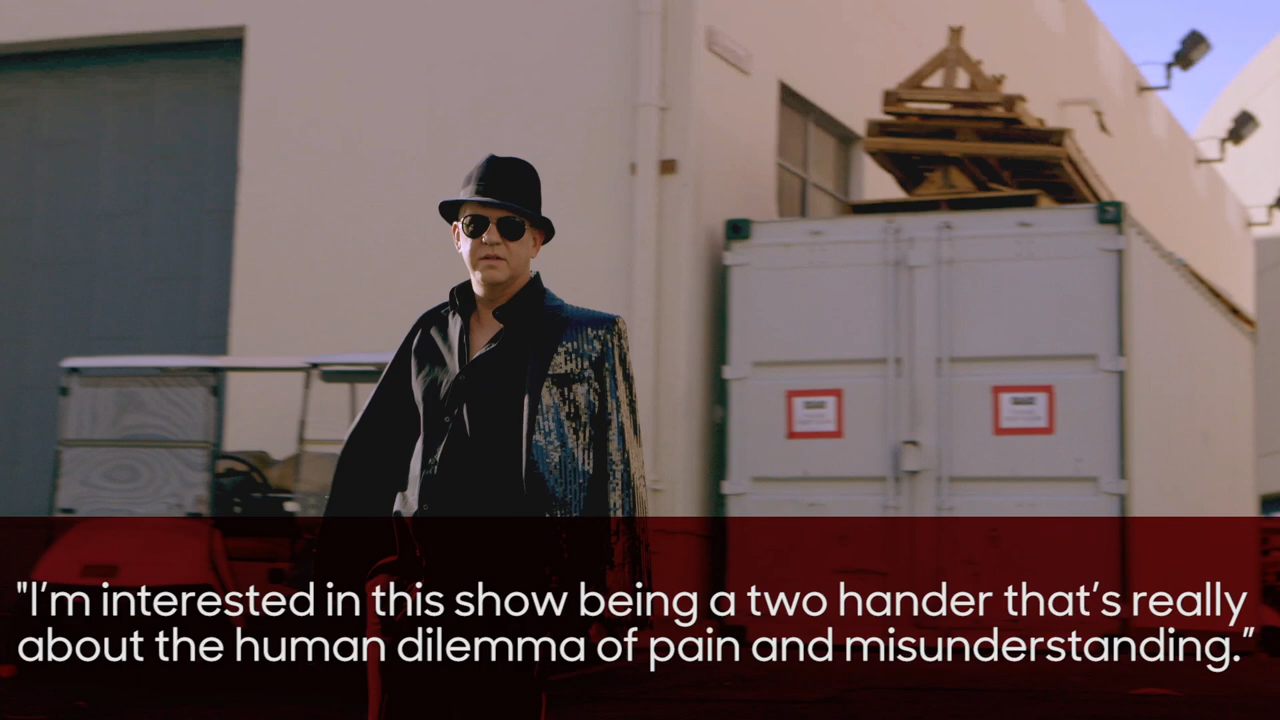 "I'm interested in this show being a two hander that's really
about the human dilemma of pain and misunderstanding."